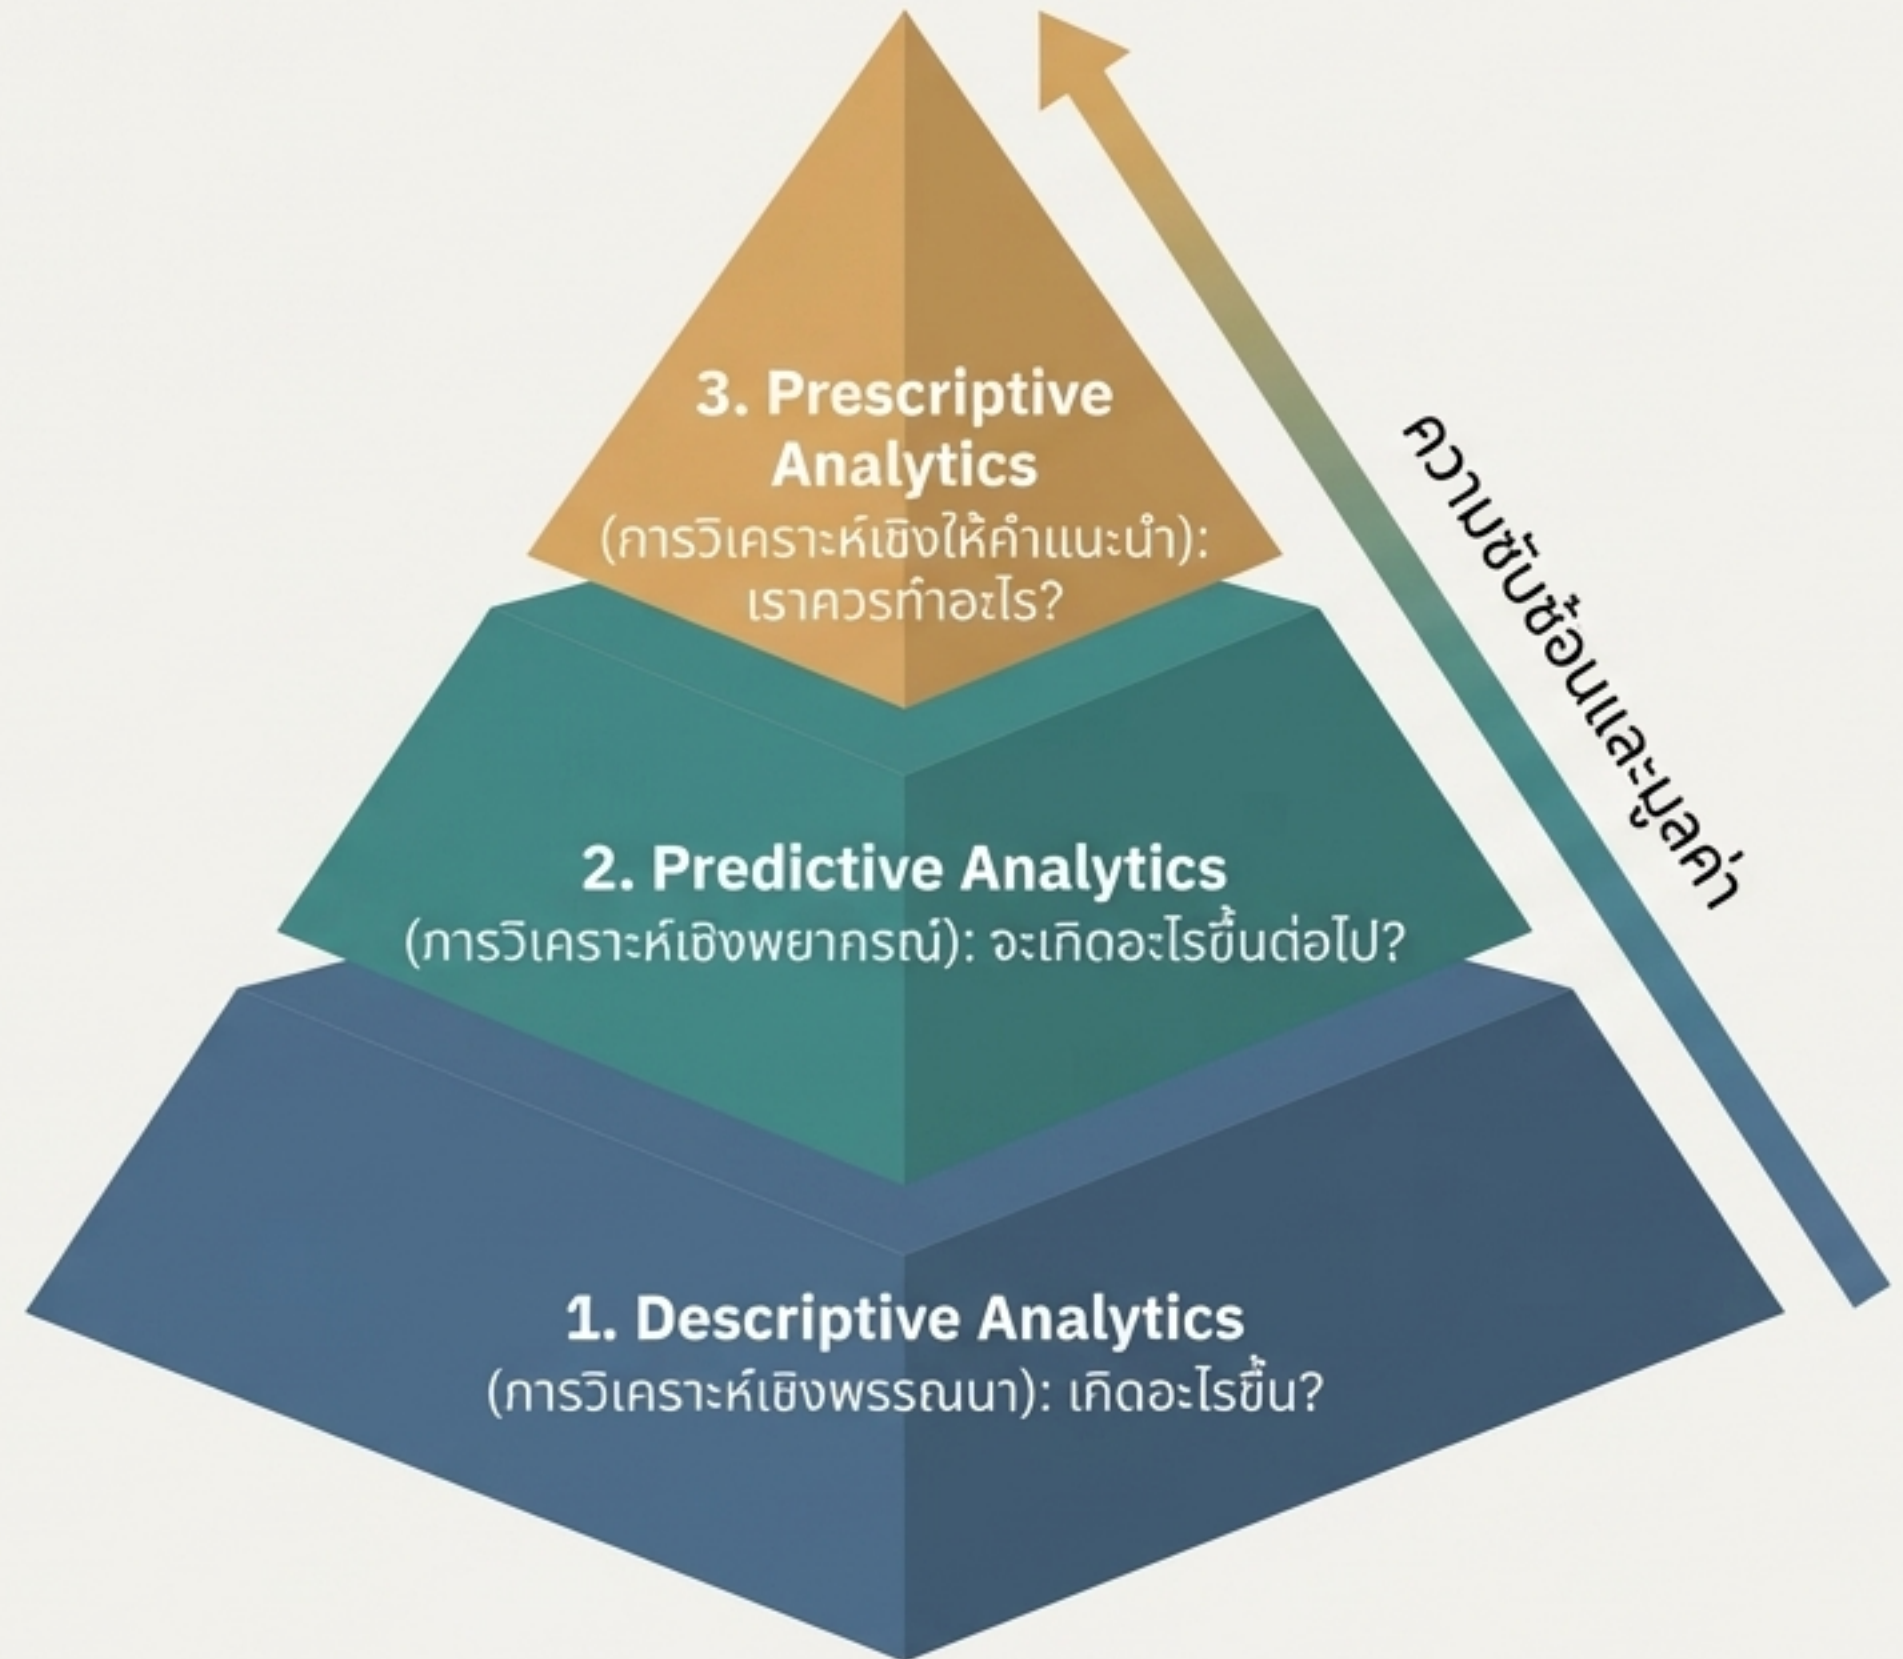 3. Prescriptive
Analytics
(การวิเคราะห์เชิงให้คำแนะนำ):
เราควรทำอะไร?
ความซับซ้อนและมูลค่า
2. Predictive Analytics
(การวิเคราะห์เชิงพยากรณ์): จะเกิดอะไรขึ้นต่อไป?
1. Descriptive Analytics
(การวิเคราะห์เชิงพรรณนา): เกิดอะไรขึ้น?